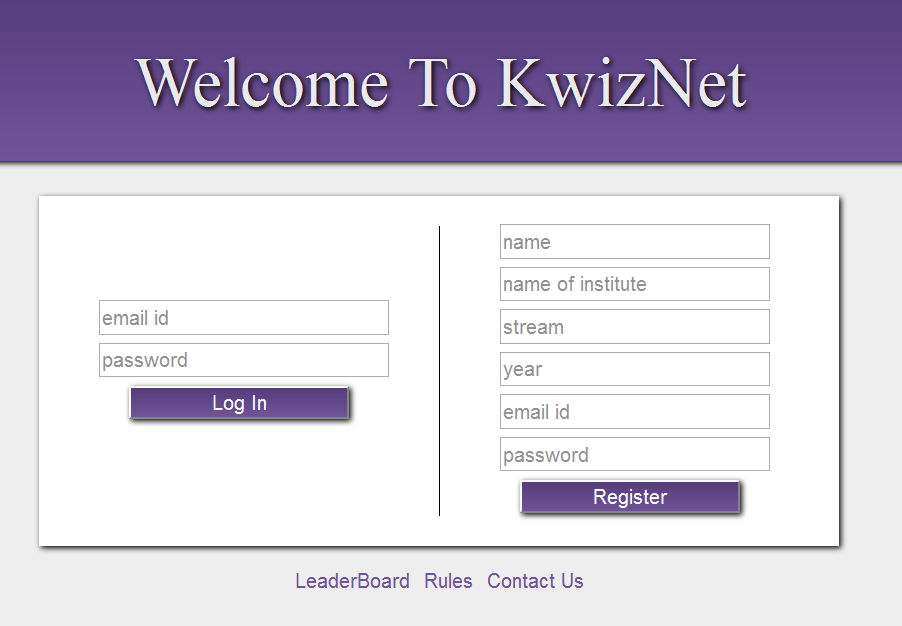 Welcome To KwizNet
email id
password
Log In
name
name of institute
stream
year
email id
password
Register
LeaderBoard Rules Contact Us